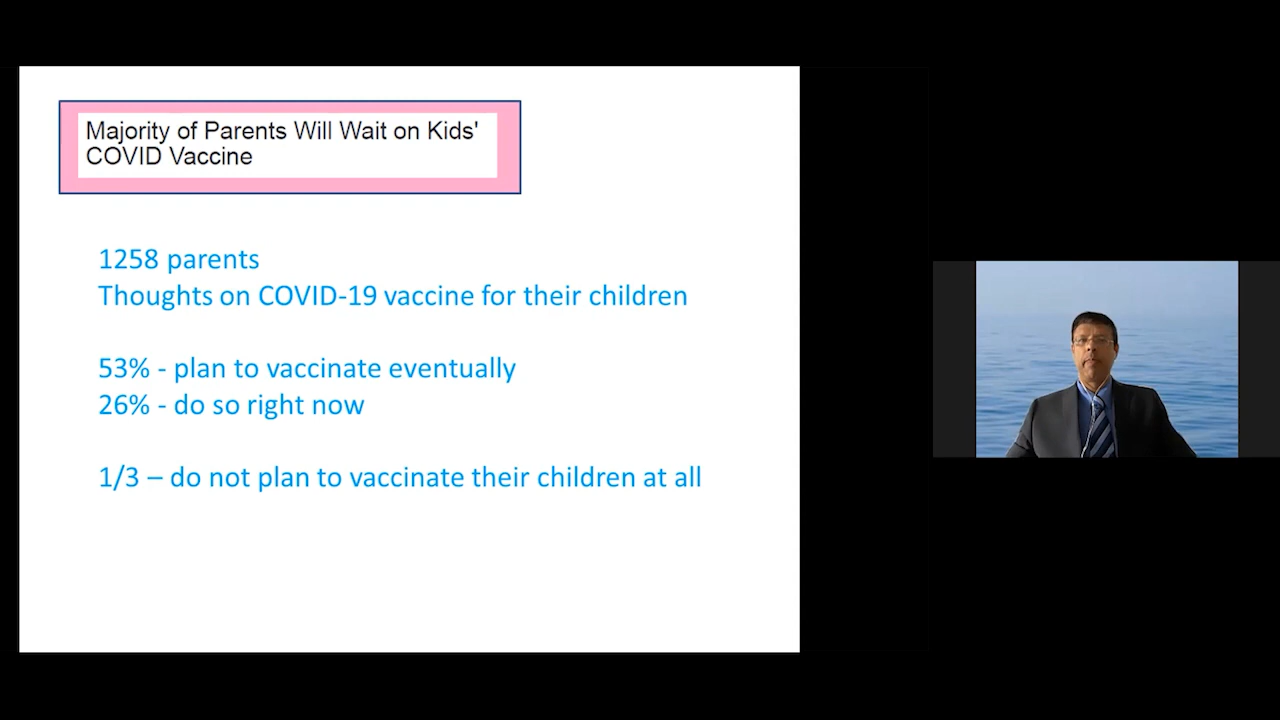 Majority of Parents Will Wait on Kids'
COVID Vaccine
1258 parents
Thoughts on COVID-19 vaccine for their children
53% - plan to vaccinate eventually
26% - do so right now
1/3 – do not plan to vaccinate their children at all